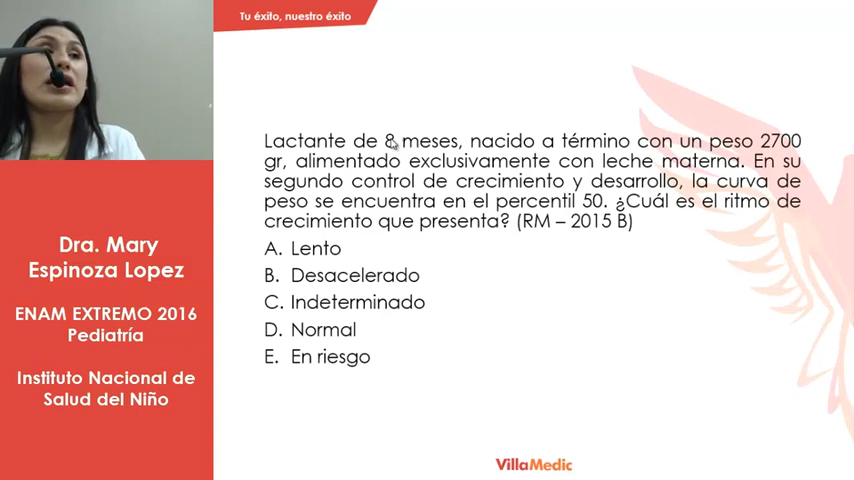 Tu éxito, nuestro éxito
Dra. Mary
Espinoza Lopez
ENAM EXTREMO 2016
Pediatría
Instituto Nacional de
Salud del Niño
Lactante de 8 meses, nacido a término con un peso 2700
gr, alimentado exclusivamente con leche materna. En su
segundo control de crecimiento y desarrollo, la curva de
peso se encuentra en el percentil 50. ¿Cuál es el ritmo de
crecimiento que presenta? (RM – 2015 B)
A. Lento
B. Desacelerado
C. Indeterminado
D. Normal
E. En riesgo
VillaMedic